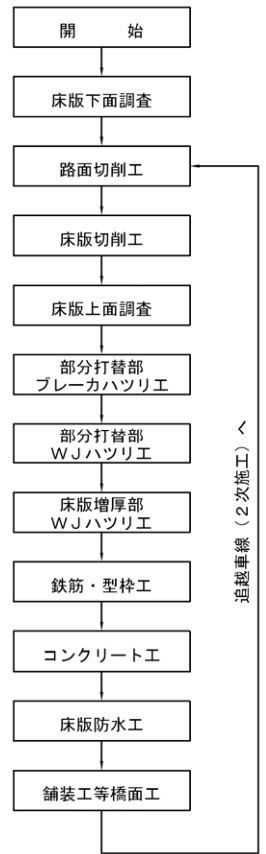 開　始
床版下面調査
路面切削工
床版切削工
床版上面調査
部分打替部
ブレーカハツリ工
部分打替部
ＷＪハツリ工
床版増厚部
ＷＪハツリ工
鉄筋・型枠工
コンクリート工
床版防水工
舗装工等橋面工
追越車線（２次施工）へ